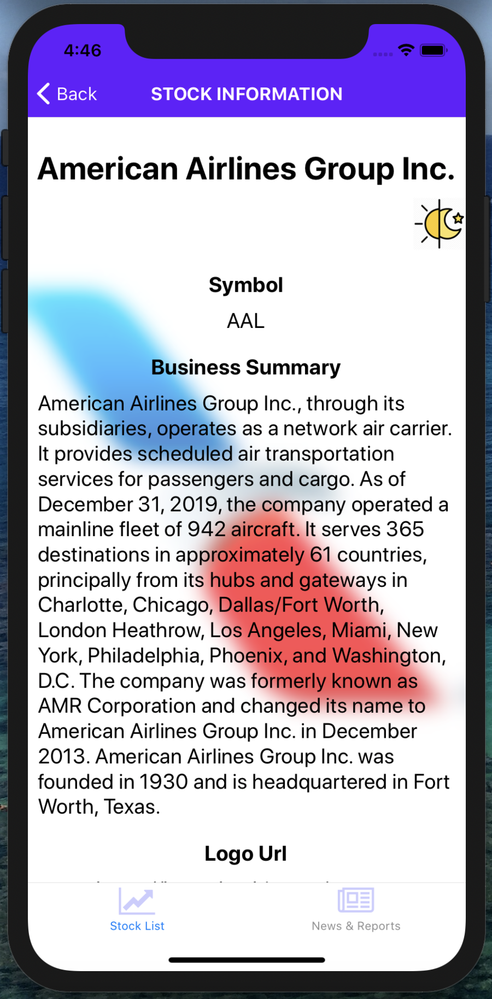 4:46
Back
STOCK INFORMATION
American Airlines Group Inc.
Symbol
AAL
Business Summary
American Airlines Group Inc., through its
subsidiaries, operates as a network air carrier.
It provides scheduled air transportation
services for passengers and cargo. As of
December 31, 2019, the company operated a
mainline fleet of 942 aircraft. It serves 365
destinations in approximately 61 countries,
principally from its hubs and gateways in
Charlotte, Chicago, Dallas/Fort Worth,
London Heathrow, Los Angeles, Miami, New
York, Philadelphia, Phoenix, and Washington,
D.C. The company was formerly known as
AMR Corporation and changed its name to
American Airlines Group Inc. in December
2013. American Airlines Group Inc. was
founded in 1930 and is headquartered in Fort
Worth, Texas.
Logo Url
Stock List
News & Reports